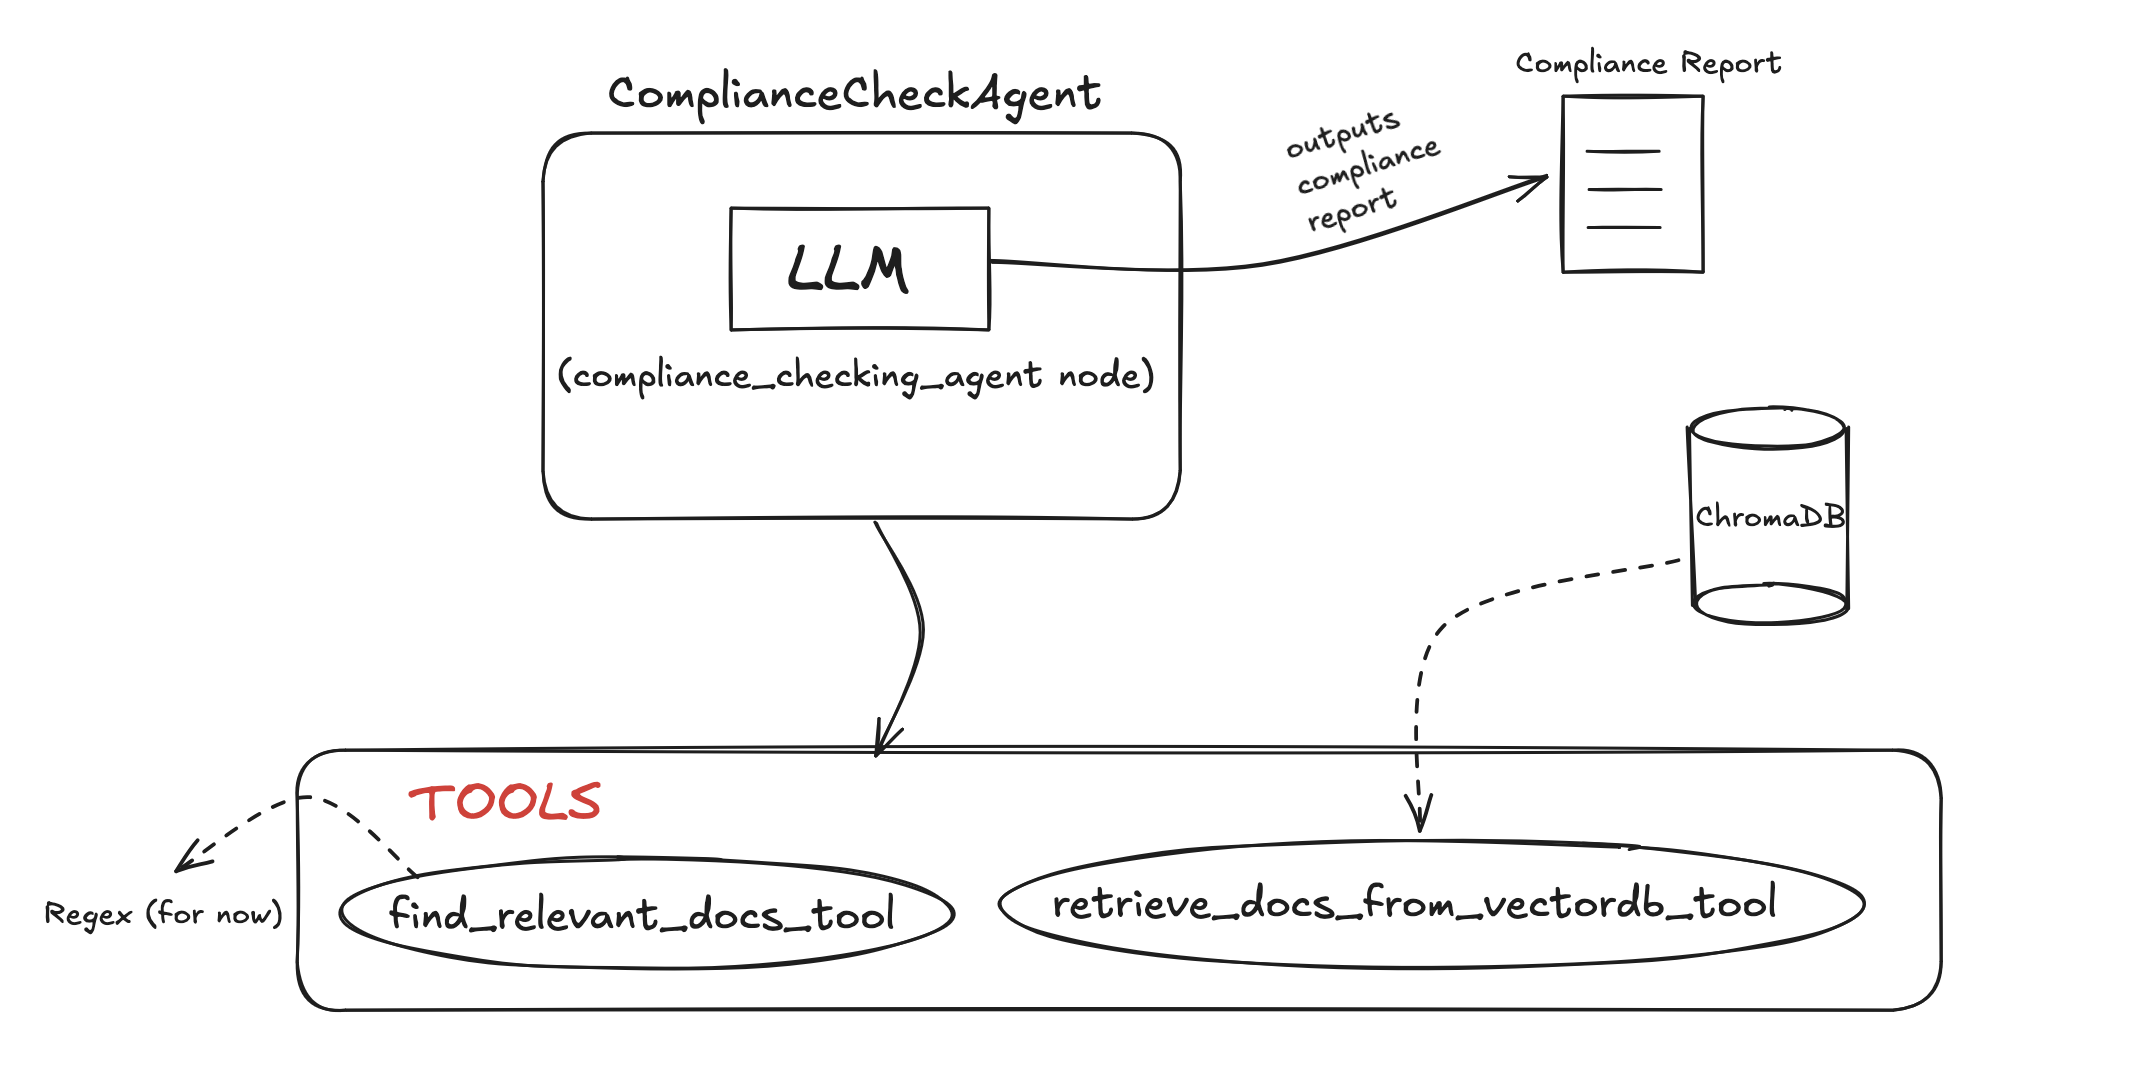 Compliance Report
ComplianceCheckAgent
outputs
compliance
report
LLM
(compliance_checking_agent node)
ChromaDB
TOOLS
Regex (for now)
find_relevant_docs_tool
retrieve_docs_from_vectordb_tool